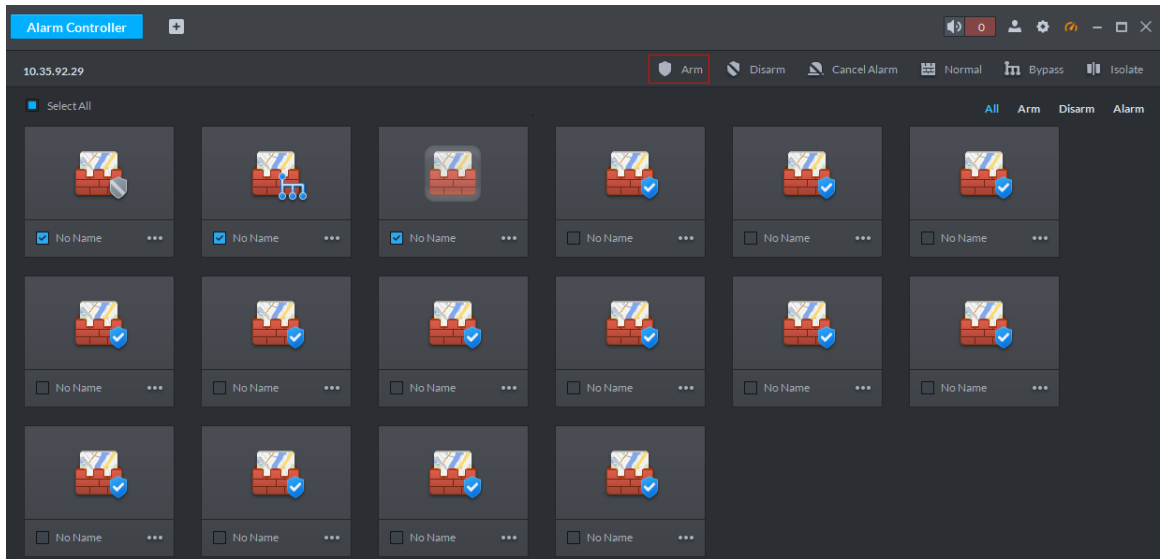 Alarm Controller 0
10.35.92.29 Arm Disarm Cancel Alarm Normal Bypass Isolate
Select All All Arm Disarm Alarm
No Name No Name No Name No Name No Name No Name
No Name No Name No Name No Name No Name No Name
No Name No Name No Name No Name